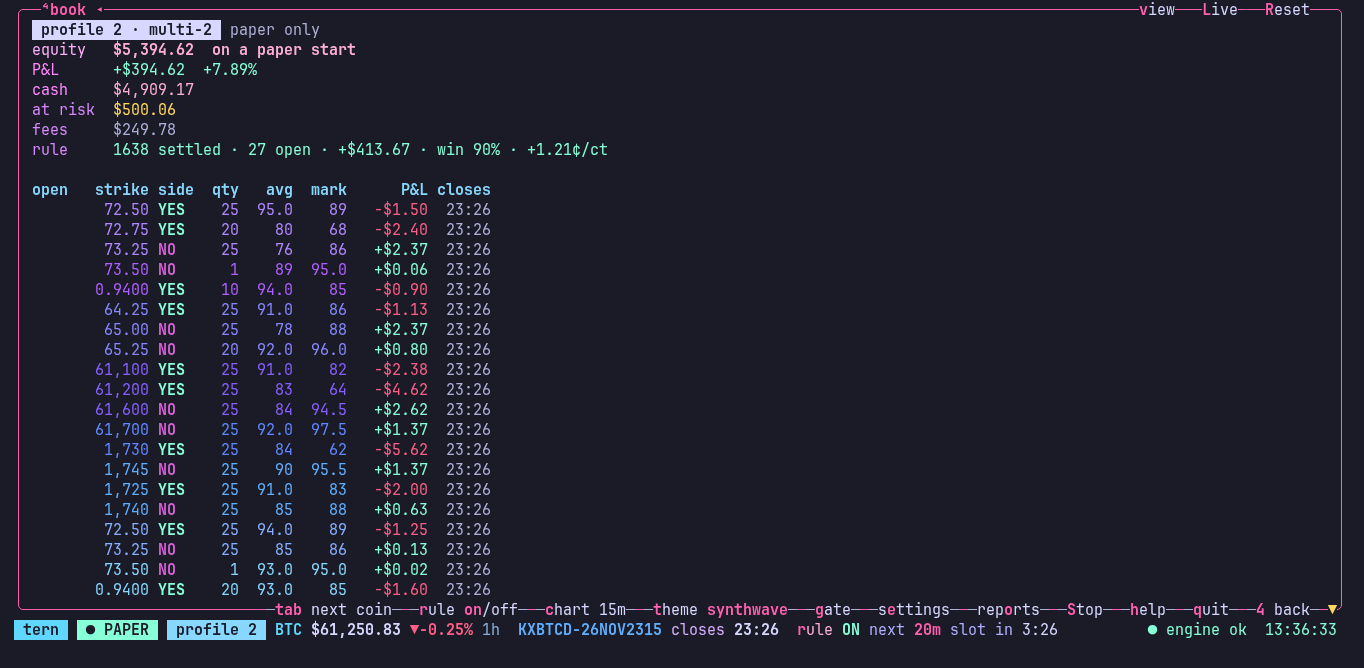 ⁴book ◂ view Live Reset
profile 2 · multi-2 paper only
equity $5,394.62 on a paper start
P&L +$394.62 +7.89%
cash $4,909.17
at risk $500.06
fees $249.78
rule 1638 settled · 27 open · +$413.67 · win 90% · +1.21¢/ct
open strike side qty avg mark P&L closes
72.50 YES 25 95.0 89 -$1.50 23:26
72.75 YES 20 80 68 -$2.40 23:26
73.25 NO 25 76 86 +$2.37 23:26
73.50 NO 1 89 95.0 +$0.06 23:26
0.9400 YES 10 94.0 85 -$0.90 23:26
64.25 YES 25 91.0 86 -$1.13 23:26
65.00 NO 25 78 88 +$2.37 23:26
65.25 NO 20 92.0 96.0 +$0.80 23:26
61,100 YES 25 91.0 82 -$2.38 23:26
61,200 YES 25 83 64 -$4.62 23:26
61,600 NO 25 84 94.5 +$2.62 23:26
61,700 NO 25 92.0 97.5 +$1.37 23:26
1,730 YES 25 84 62 -$5.62 23:26
1,745 NO 25 90 95.5 +$1.37 23:26
1,725 YES 25 91.0 83 -$2.00 23:26
1,740 NO 25 85 88 +$0.63 23:26
72.50 YES 25 94.0 89 -$1.25 23:26
73.25 NO 25 85 86 +$0.13 23:26
73.50 NO 1 93.0 95.0 +$0.02 23:26
0.9400 YES 20 93.0 85 -$1.60 23:26
tab next coin rule on/off chart 15m theme synthwave gate settings reports Stop help quit 4 back ▼
tern ● PAPER profile 2 BTC $61,250.83 ▼-0.25% 1h KXBTCD-26NOV2315 closes 23:26 rule ON next 20m slot in 3:26 ● engine ok 13:36:33